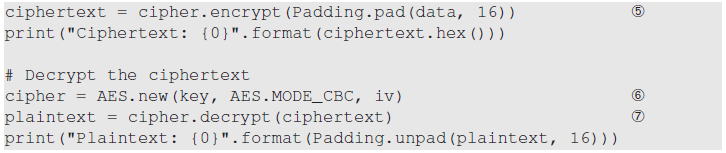 ciphertext = cipher.encrypt(Padding.pad(data, 16)) ⑤
print("Ciphertext: {0}".format(ciphertext.hex()))
# Decrypt the ciphertext
cipher = AES.new(key, AES.MODE_CBC, iv) ⑥
plaintext = cipher.decrypt(ciphertext) ⑦
print("Plaintext: {0}".format(Padding.unpad(plaintext, 16)))